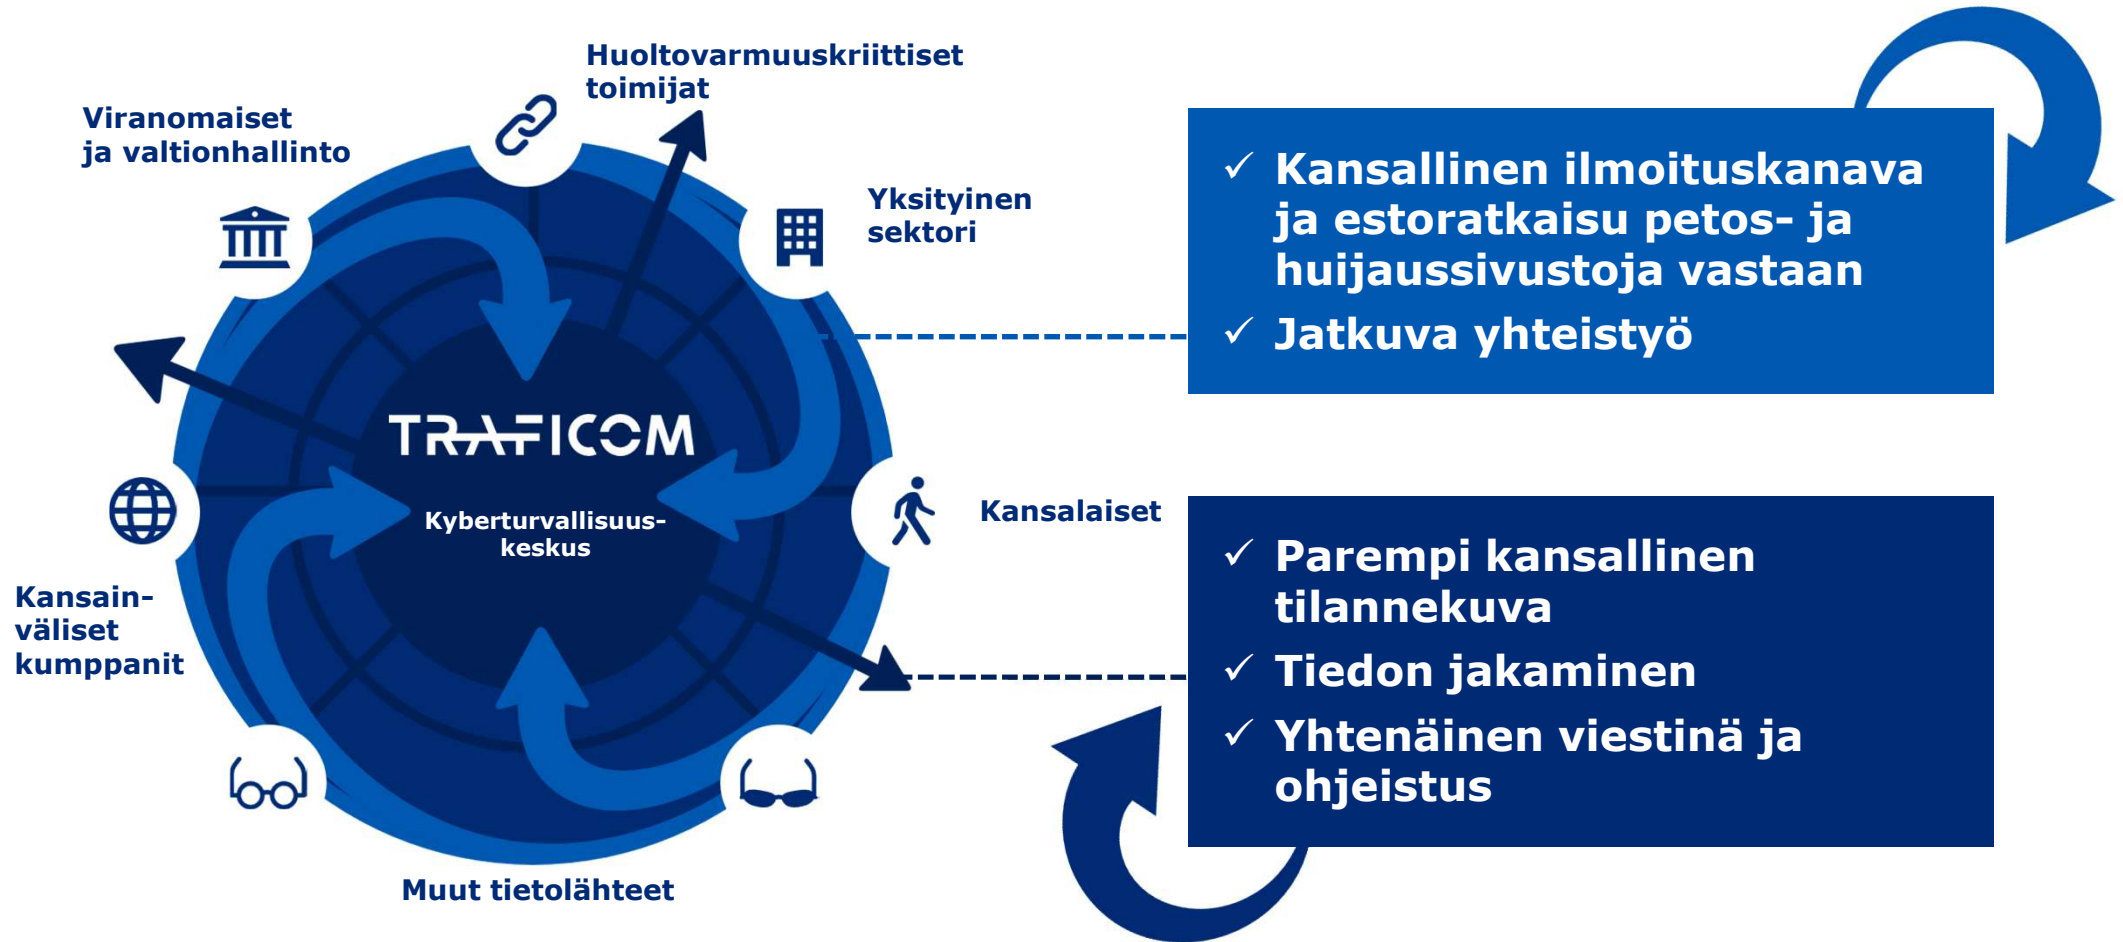 Huoltovarmuuskriittiset
toimijat
Viranomaiset
ja valtionhallinto
Yksityinen
sektori
TRAFICOM
Kyberturvallisuus-
keskus
Kansalaiset
Kansain-
väliset
kumppanit
Muut tietolähteet
✓ Kansallinen ilmoituskanava
ja estoratkaisu petos- ja
huijaussivustoja vastaan
✓ Jatkuva yhteistyö
✓ Parempi kansallinen
tilannekuva
✓ Tiedon jakaminen
✓ Yhtenäinen viestinä ja
ohjeistus